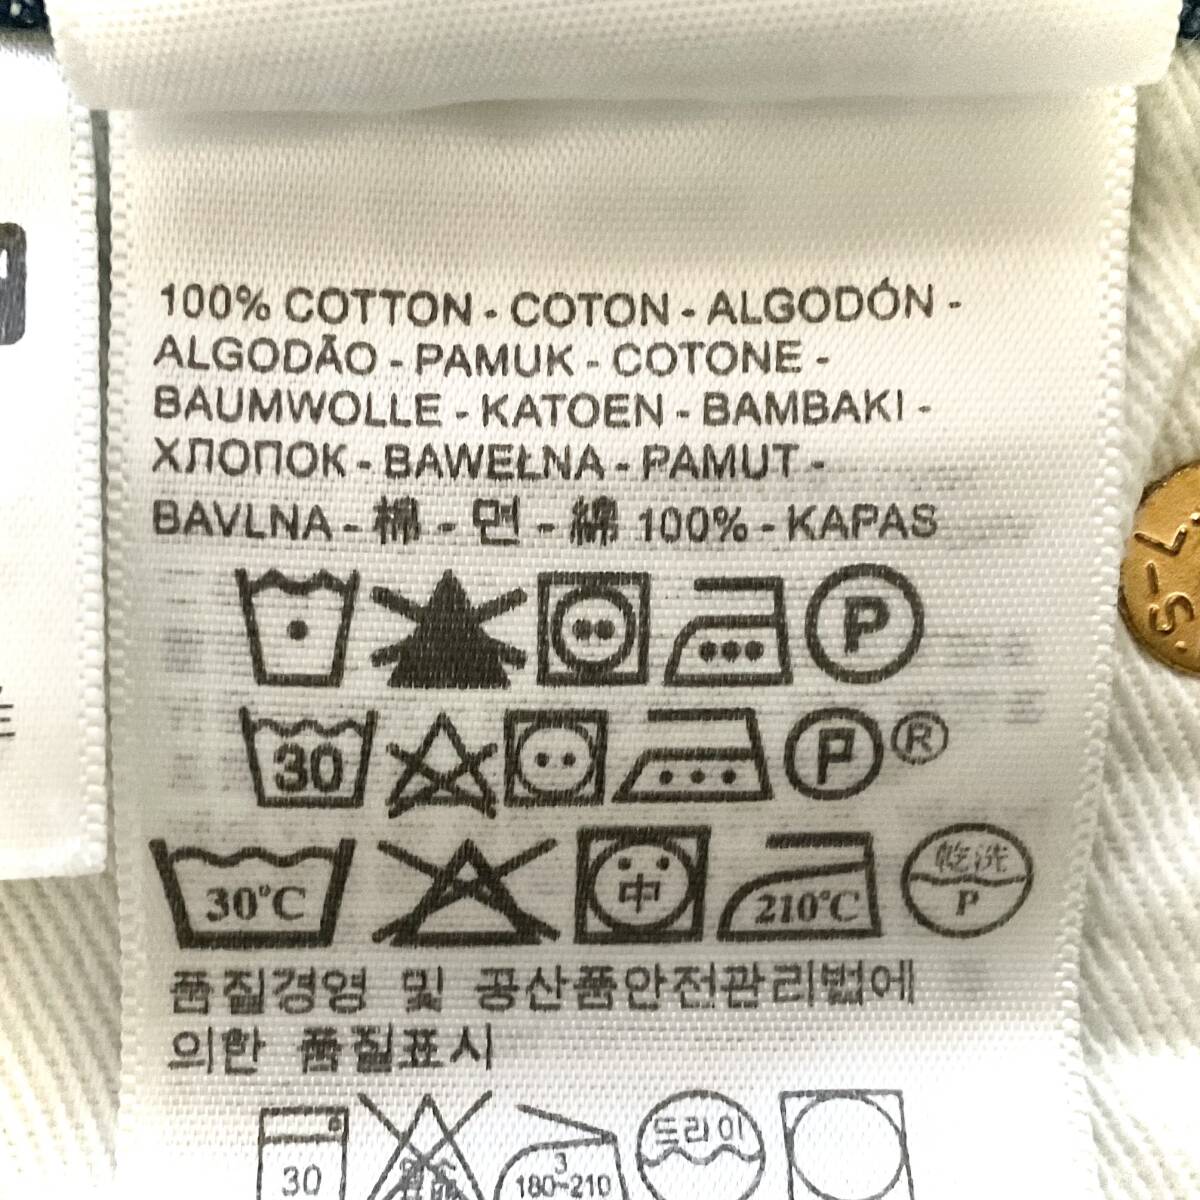 100% COTTON - COTON - ALGODÓN -
ALGODÃO - PAMUK - COTONE -
BAUMWOLLE - KATOEN - BAMBAKI -
ХЛОПОК - BAWEŁNA - PAMUT -
BAVLNA - 棉 - 면 - 綿 100% - KAPAS
P
30 P ®
30°C 中 210°C 乾洗 P
품질경영 및 공산품안전관리법에
의한 품질표시
30 3 180~210 드라이
L-S.